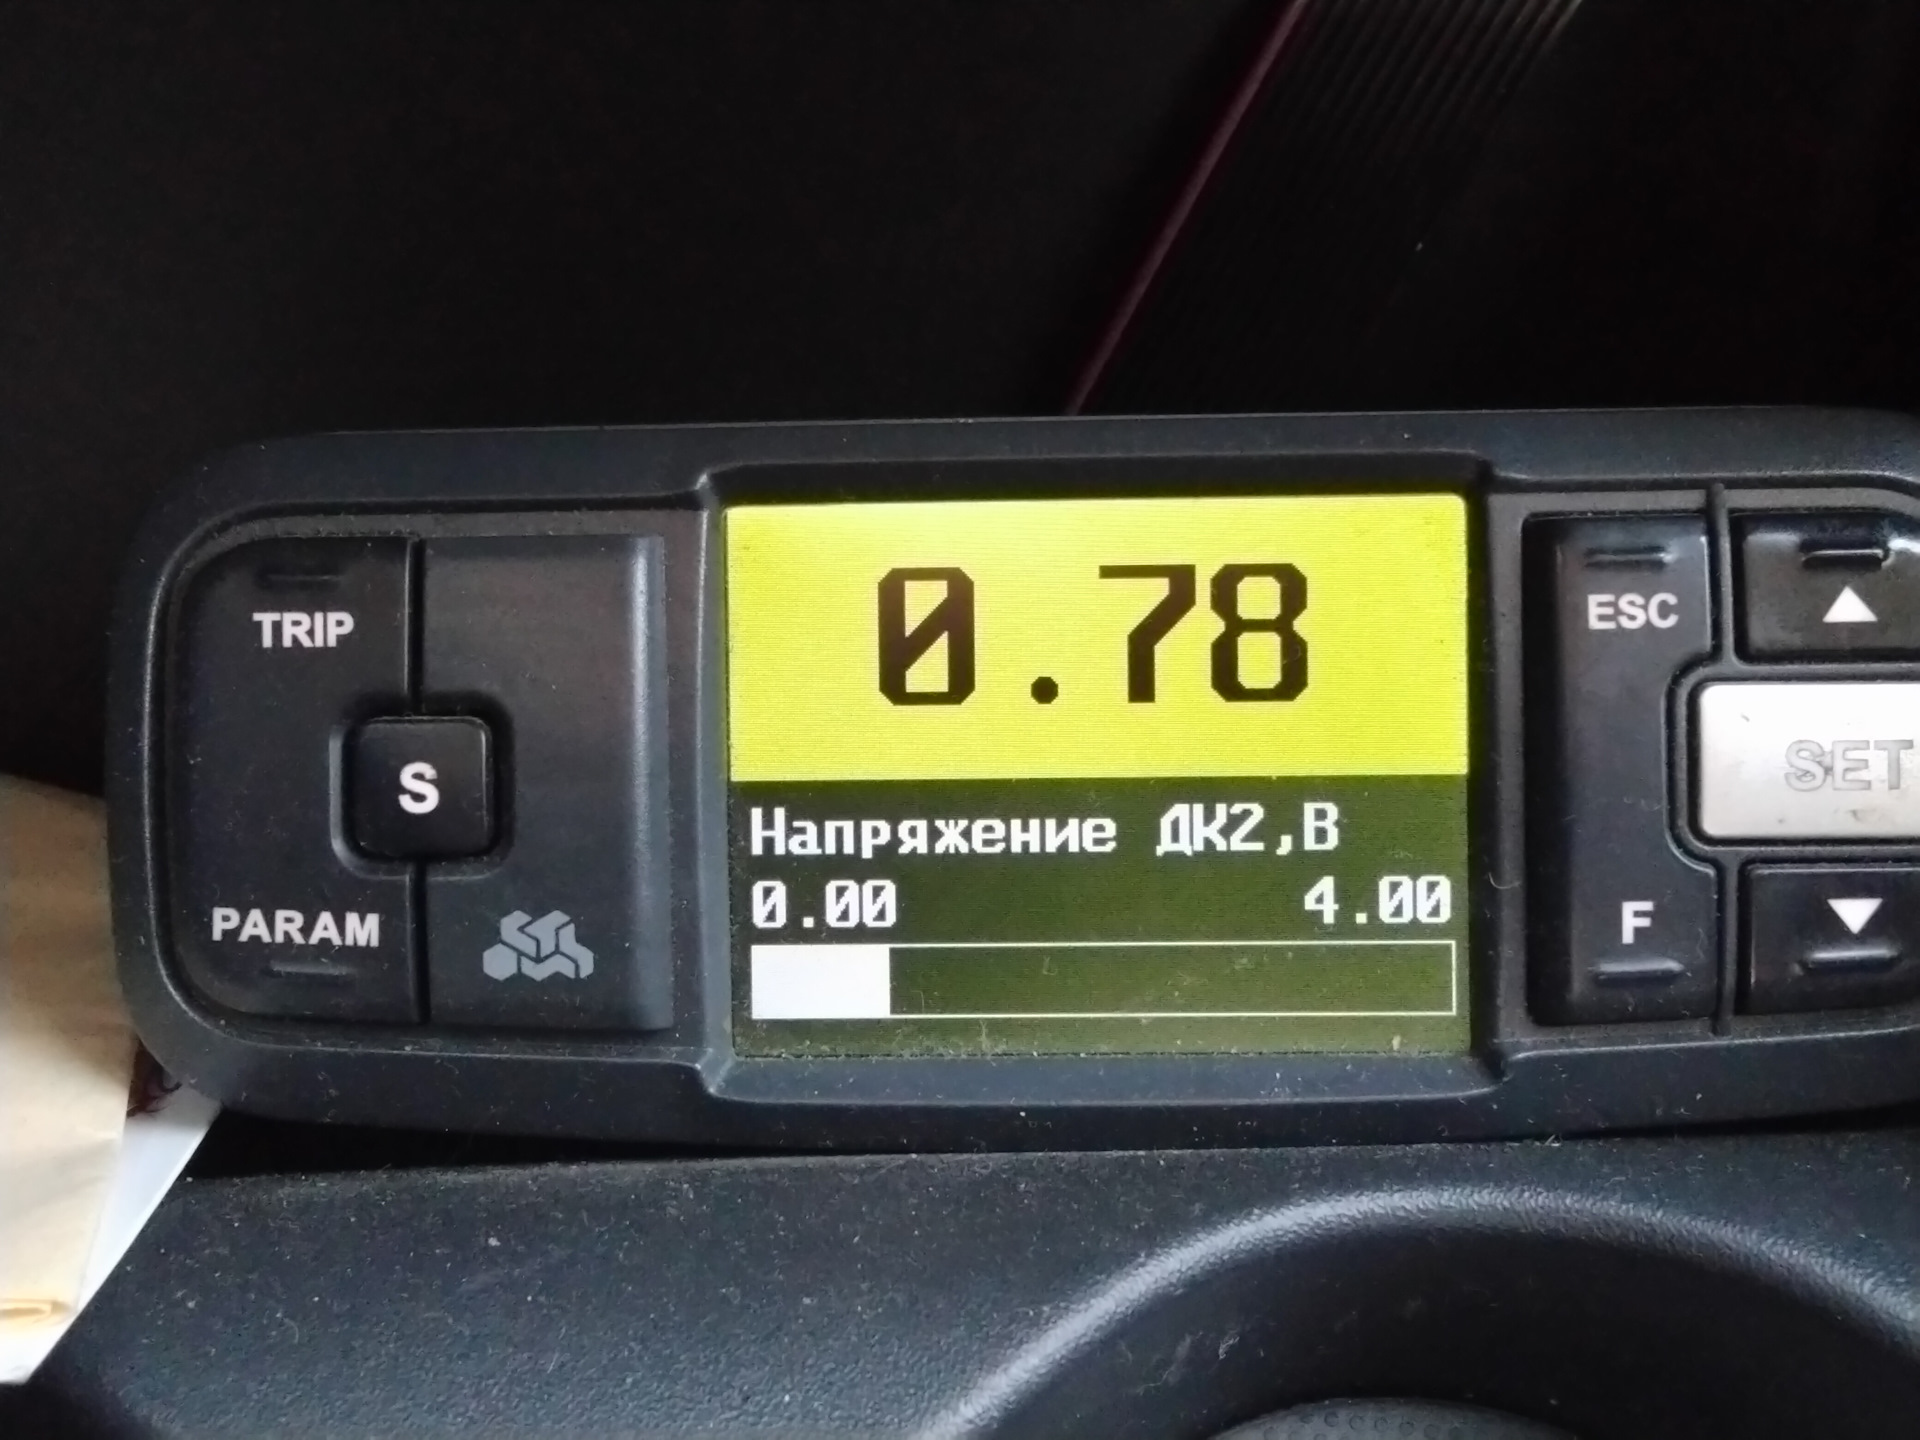 0.78
Напряжение ДК2,В
0.00 4.00
TRIP
S
PARAM
ESC
SET
F